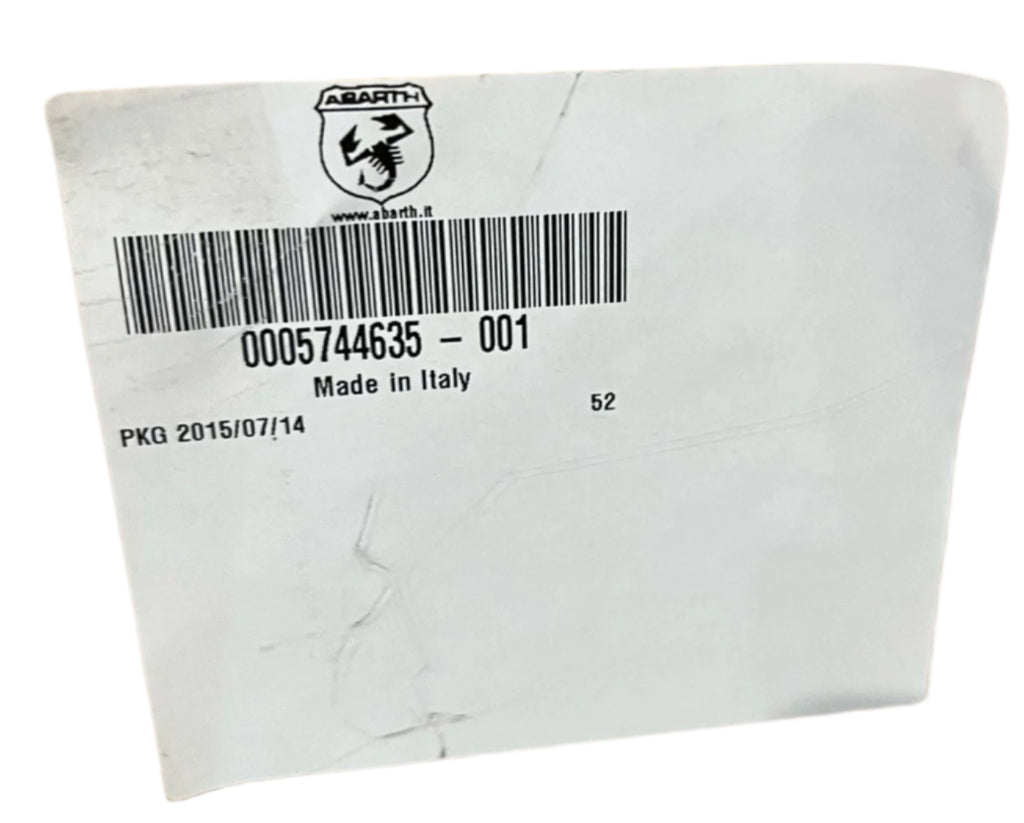 ABARTH
www.abarth.it
0005744635 – 001
Made in Italy
52
PKG 2015/07/14